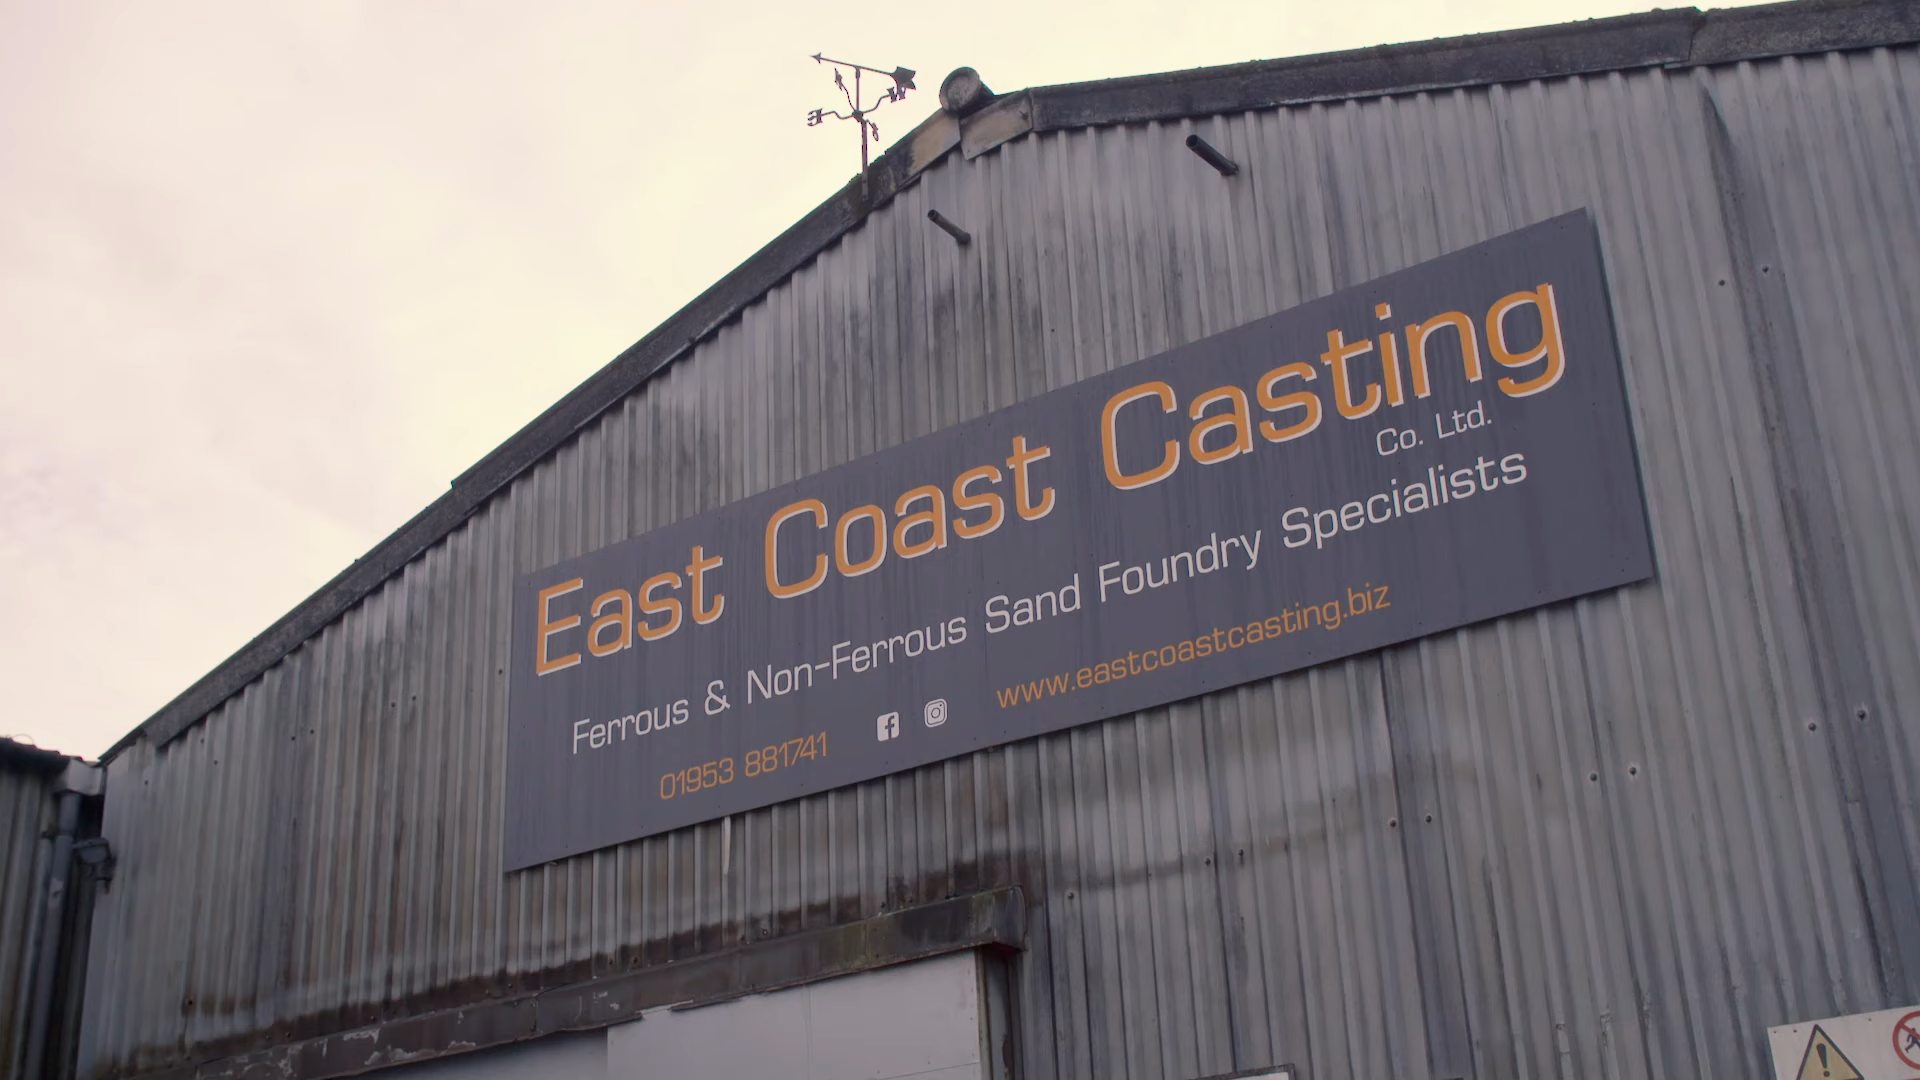 East Coast Casting
Co. Ltd.
Ferrous & Non-Ferrous Sand Foundry Specialists
01953 881741
www.eastcoastcasting.biz